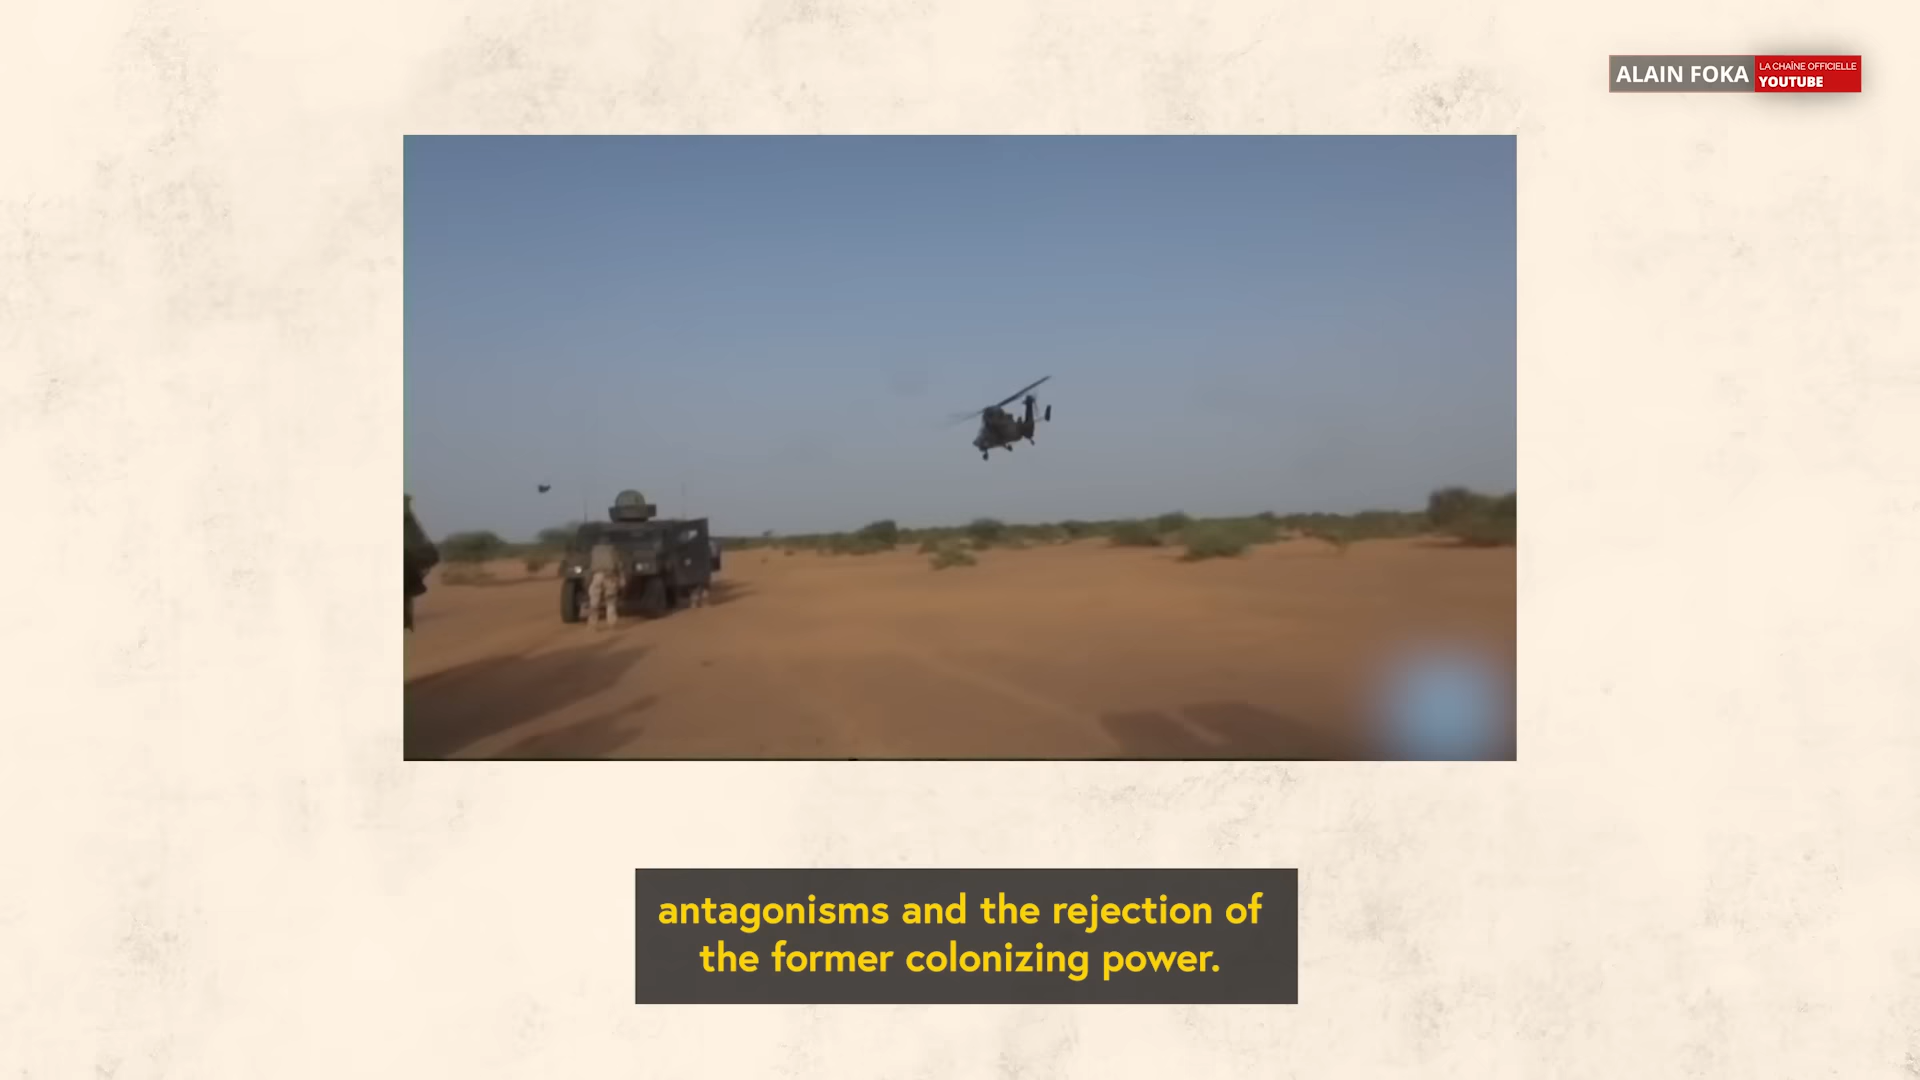 ALAIN FOKA
LA CHAÎNE OFFICIELLE
YOUTUBE
antagonisms and the rejection of
the former colonizing power.